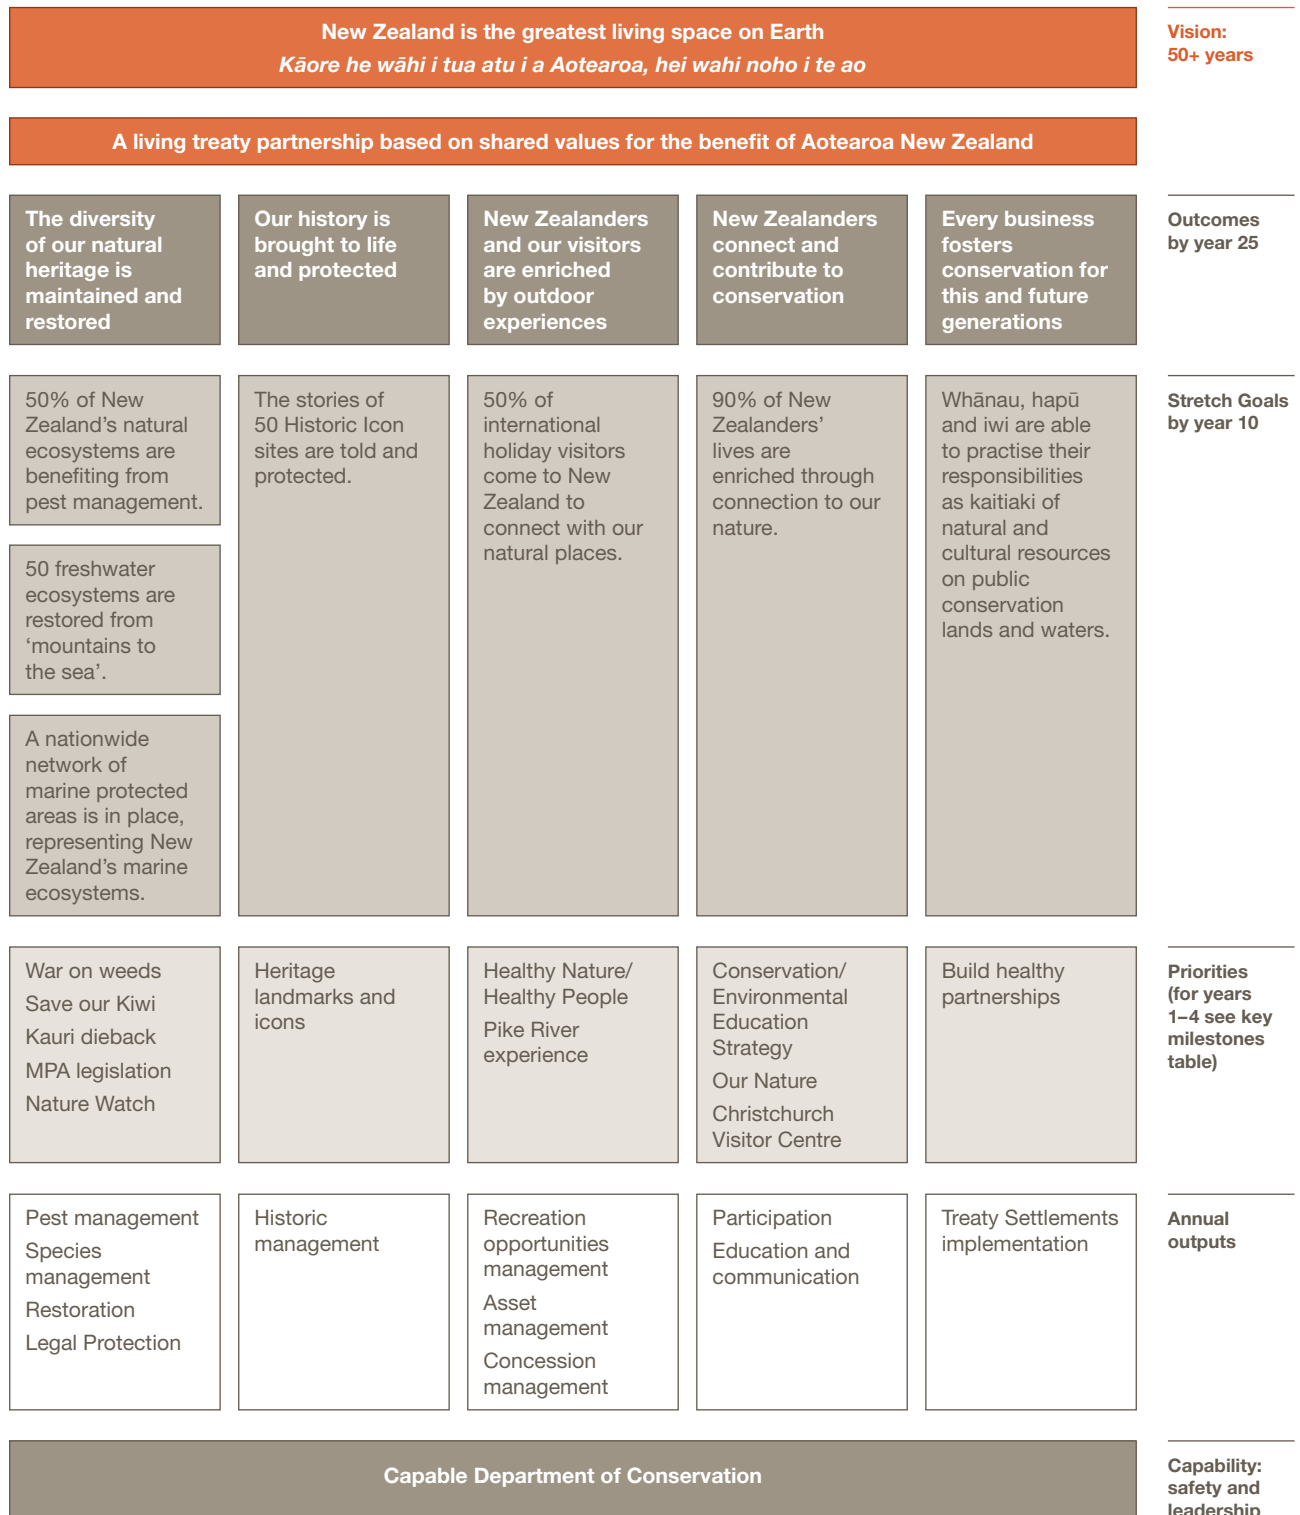 New Zealand is the greatest living space on Earth
Kāore he wāhi i tua atu i a Aotearoa, hei wahi noho i te ao
Vision:
50+ years
A living treaty partnership based on shared values for the benefit of Aotearoa New Zealand
The diversity
of our natural
heritage is
maintained and
restored
Our history is
brought to life
and protected
New Zealanders
and our visitors
are enriched
by outdoor
experiences
New Zealanders
connect and
contribute to
conservation
Every business
fosters
conservation for
this and future
generations
Outcomes
by year 25
50% of New
Zealand’s natural
ecosystems are
benefiting from
pest management.
50 freshwater
ecosystems are
restored from
‘mountains to
the sea’.
A nationwide
network of
marine protected
areas is in place,
representing New
Zealand’s marine
ecosystems.
The stories of
50 Historic Icon
sites are told and
protected.
50% of
international
holiday visitors
come to New
Zealand to
connect with our
natural places.
90% of New
Zealanders’
lives are
enriched through
connection to our
nature.
Whānau, hapū
and iwi are able
to practise their
responsibilities
as kaitiaki of
natural and
cultural resources
on public
conservation
lands and waters.
Stretch Goals
by year 10
War on weeds
Save our Kiwi
Kauri dieback
MPA legislation
Nature Watch
Heritage
landmarks and
icons
Healthy Nature/
Healthy People
Pike River
experience
Conservation/
Environmental
Education
Strategy
Our Nature
Christchurch
Visitor Centre
Build healthy
partnerships
Priorities
(for years
1–4 see key
milestones
table)
Pest management
Species
management
Restoration
Legal Protection
Historic
management
Recreation
opportunities
management
Asset
management
Concession
management
Participation
Education and
communication
Treaty Settlements
implementation
Annual
outputs
Capable Department of Conservation
Capability:
safety and
leadership